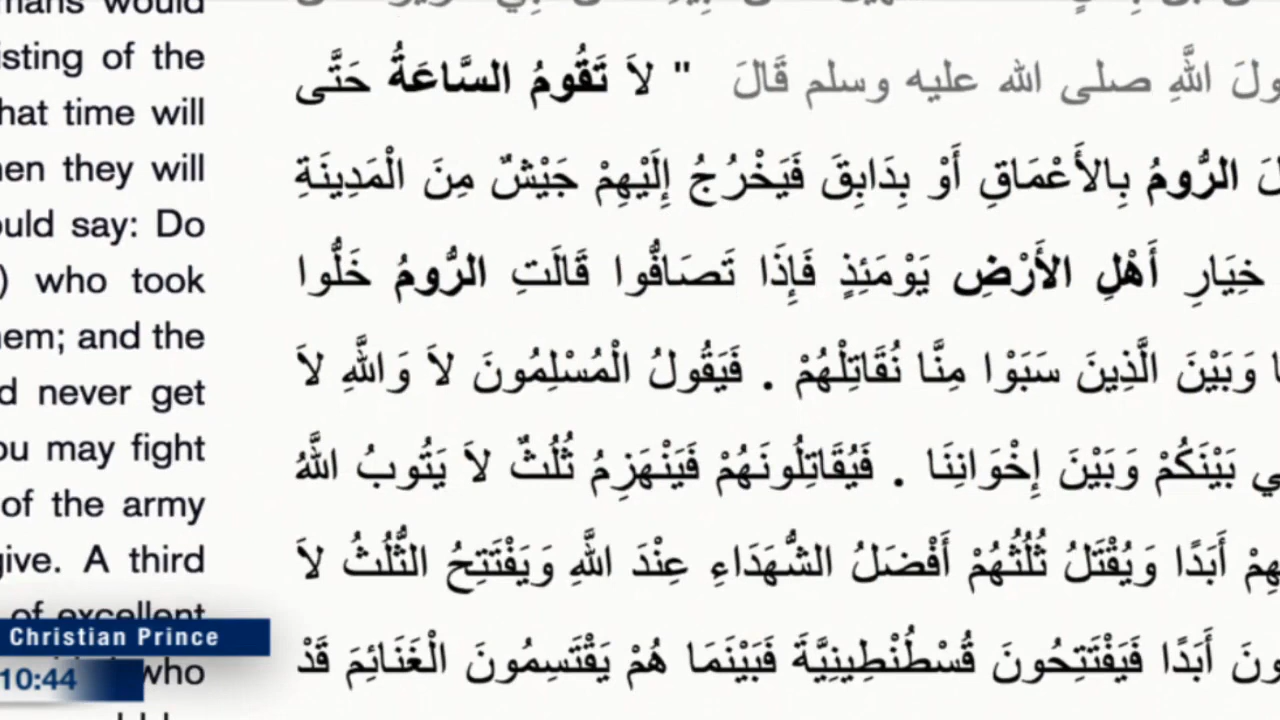 would
isting of the
hat time will
they will
say: Do
) who took
and the
never get
may fight
of the army
give. A third
of excellent
who
صلى الله عليه وسلم قَالَ " لاَ تَقُومُ السَّاعَةُ حَتَّى
الرُّومُ بِالأَعْمَاقِ أَوْ بِدَابِقَ فَيَخْرُجُ إِلَيْهِمْ جَيْشٌ مِنَ الْمَدِينَةِ
خِيَارِ أَهْلِ الأَرْضِ يَوْمَئِذٍ فَإِذَا تَصَافُّوا قَالَتِ الرُّومُ خَلُّوا
وَبَيْنَ الَّذِينَ سَبَوْا مِنَّا نُقَاتِلْهُمْ . فَيَقُولُ الْمُسْلِمُونَ لاَ وَاللَّهِ لاَ
بَيْنَكُمْ وَبَيْنَ إِخْوَانِنَا . فَيُقَاتِلُونَهُمْ فَيَنْهَزِمُ ثُلُثٌ لاَ يَتُوبُ اللَّهُ
أَبَدًا وَيُقْتَلُ ثُلُثُهُمْ أَفْضَلُ الشُّهَدَاءِ عِنْدَ اللَّهِ وَيَفْتَتِحُ الثُّلُثُ لاَ
أَبَدًا فَيَفْتَتِحُونَ قُسْطُنْطِينِيَّةَ فَبَيْنَمَا هُمْ يَقْتَسِمُونَ الْغَنَائِمَ قَدْ
Christian Prince
10:44